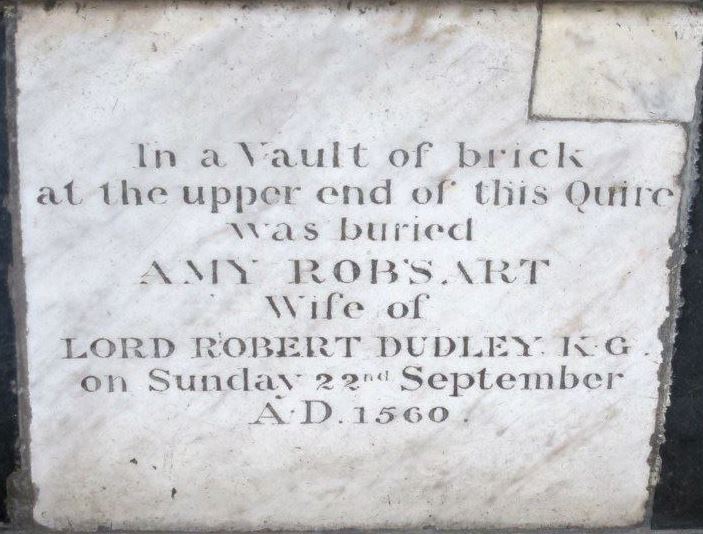 In a Vault of brick
at the upper end of this Quire
was buried
AMY ROBSART
Wife of
LORD ROBERT DUDLEY. K.G.
on Sunday 22nd September
A.D. 1560.